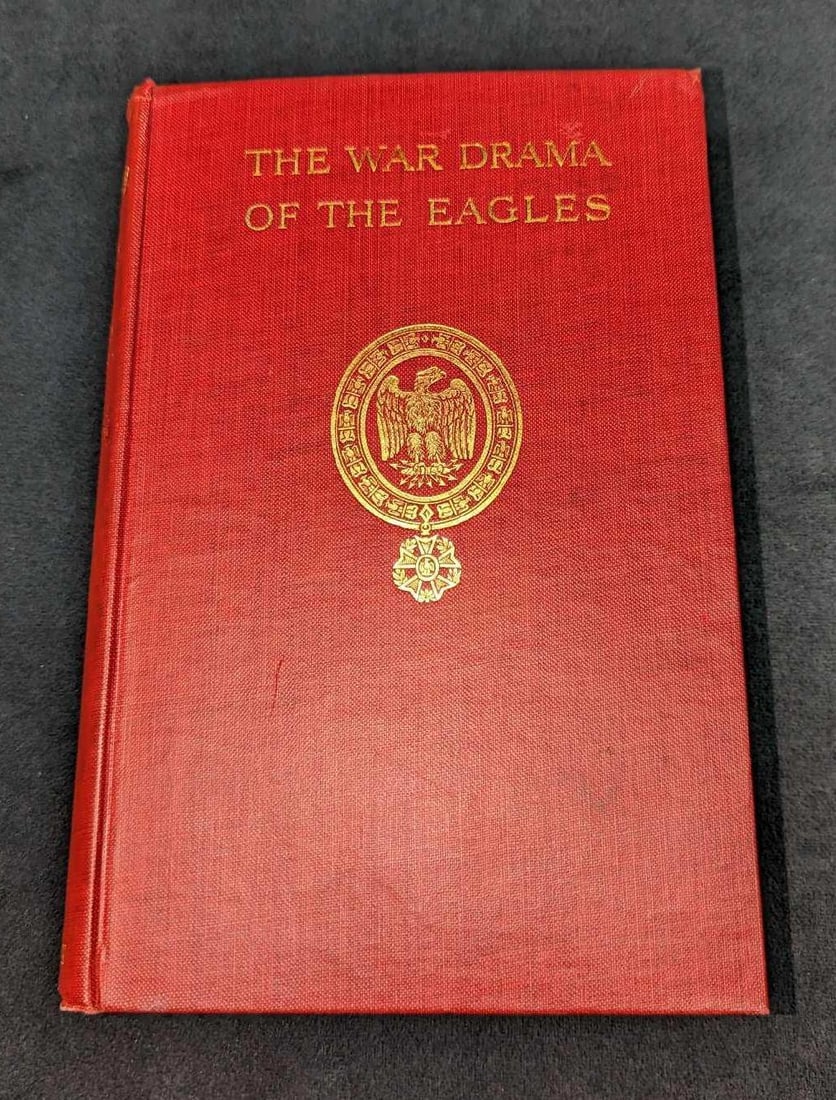 THE WAR DRAMA
OF THE EAGLES